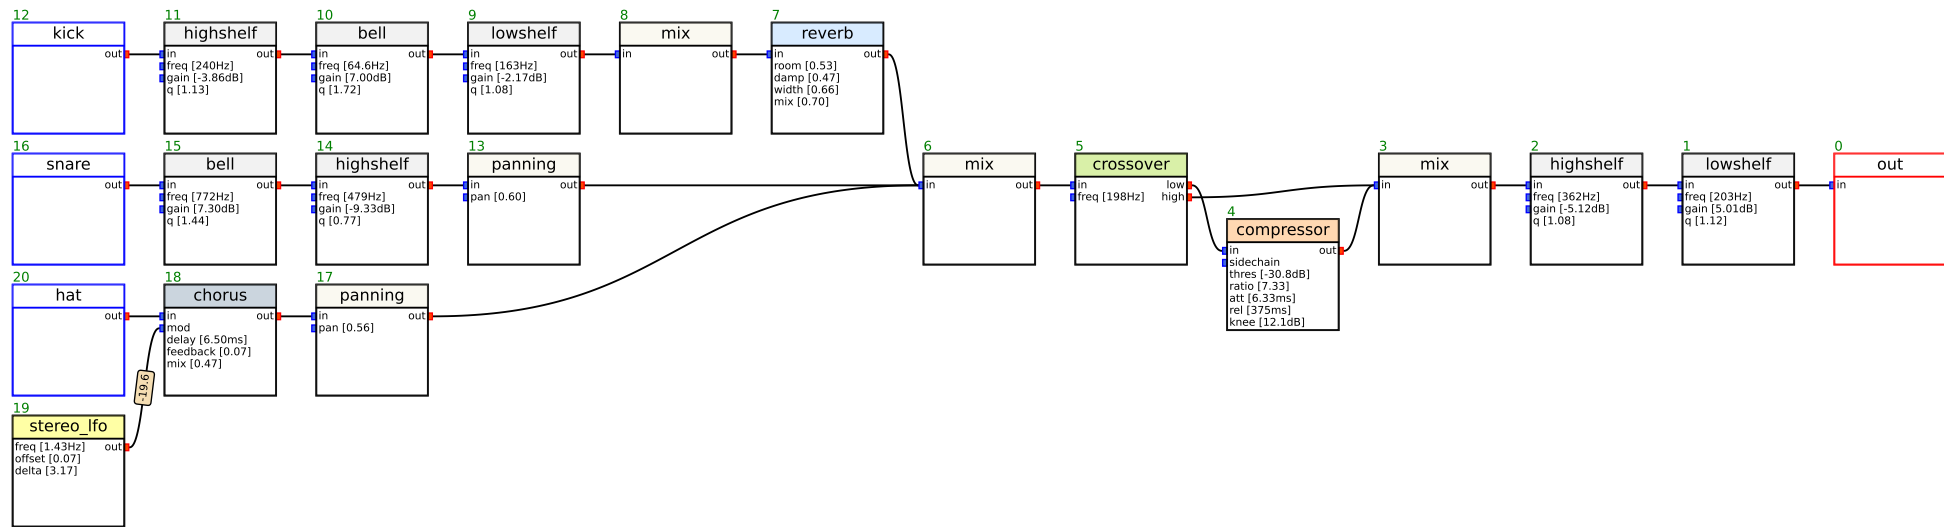 12
kick
out
11
highshelf
in out
freq [240Hz]
gain [-3.86dB]
q [1.13]
10
bell
in out
freq [64.6Hz]
gain [7.00dB]
q [1.72]
9
lowshelf
in out
freq [163Hz]
gain [-2.17dB]
q [1.08]
8
mix
in out
7
reverb
in out
room [0.53]
damp [0.47]
width [0.66]
mix [0.70]
16
snare
out
15
bell
in out
freq [772Hz]
gain [7.30dB]
q [1.44]
14
highshelf
in out
freq [479Hz]
gain [-9.33dB]
q [0.77]
13
panning
in out
pan [0.60]
6
mix
in out
5
crossover
in low
freq [198Hz] high
4
compressor
in out
sidechain
thres [-30.8dB]
ratio [7.33]
att [6.33ms]
rel [375ms]
knee [12.1dB]
3
mix
in out
2
highshelf
in out
freq [362Hz]
gain [-5.12dB]
q [1.08]
1
lowshelf
in out
freq [203Hz]
gain [5.01dB]
q [1.12]
0
out
in
20
hat
out
18
chorus
in out
mod
delay [6.50ms]
feedback [0.07]
mix [0.47]
17
panning
in out
pan [0.56]
-19.6
19
stereo_lfo
freq [1.43Hz] out
offset [0.07]
delta [3.17]